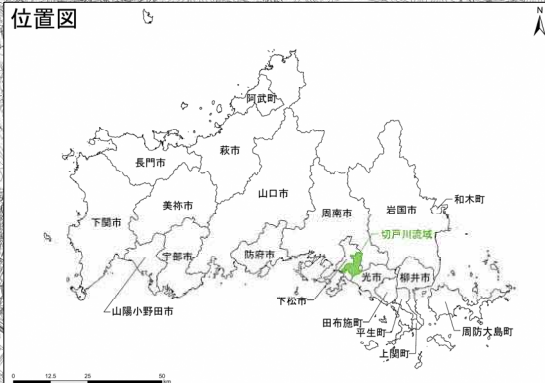 位置図
N
阿武町
萩市
長門市
山口市
美祢市
周南市
岩国市
和木町
下関市
切戸川流域
宇部市
防府市
光市
柳井市
下松市
山陽小野田市
田布施町
平生町
周防大島町
上関町
0 12.5 25 50
km